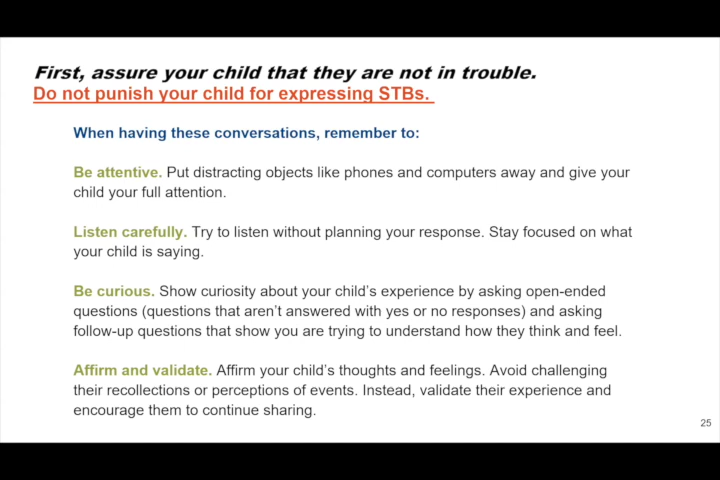 First, assure your child that they are not in trouble.
Do not punish your child for expressing STBs.
When having these conversations, remember to:
Be attentive. Put distracting objects like phones and computers away and give your
child your full attention.
Listen carefully. Try to listen without planning your response. Stay focused on what
your child is saying.
Be curious. Show curiosity about your child’s experience by asking open-ended
questions (questions that aren’t answered with yes or no responses) and asking
follow-up questions that show you are trying to understand how they think and feel.
Affirm and validate. Affirm your child’s thoughts and feelings. Avoid challenging
their recollections or perceptions of events. Instead, validate their experience and
encourage them to continue sharing.
25